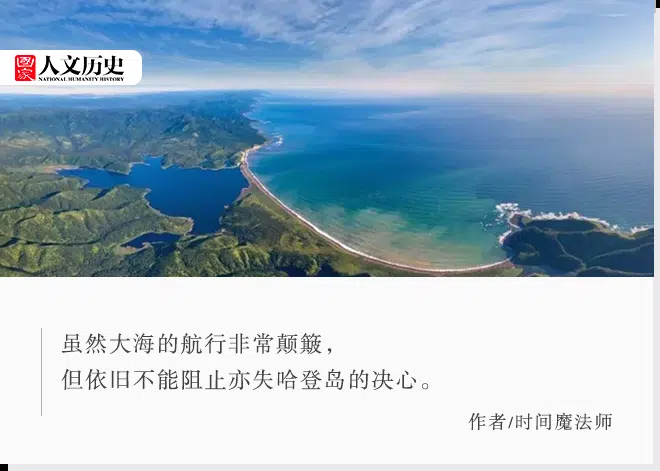 國家人文历史
NATIONAL HUMANITY HISTORY
虽然大海的航行非常颠簸，
但依旧不能阻止亦失哈登岛的决心。
作者/时间魔法师